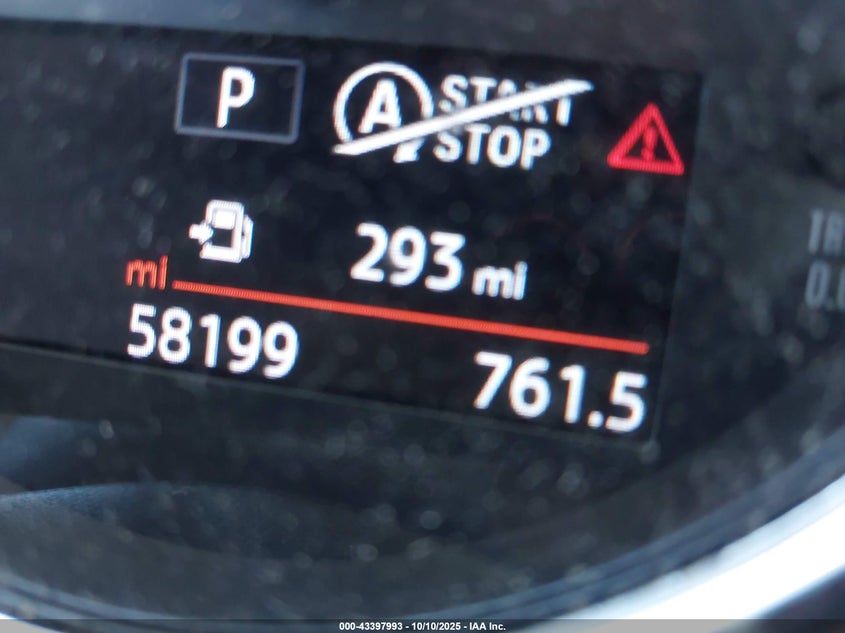 P
A START STOP
293 mi
mi
58199 761.5
000-43397993 - 10/10/2025 - IAA Inc.